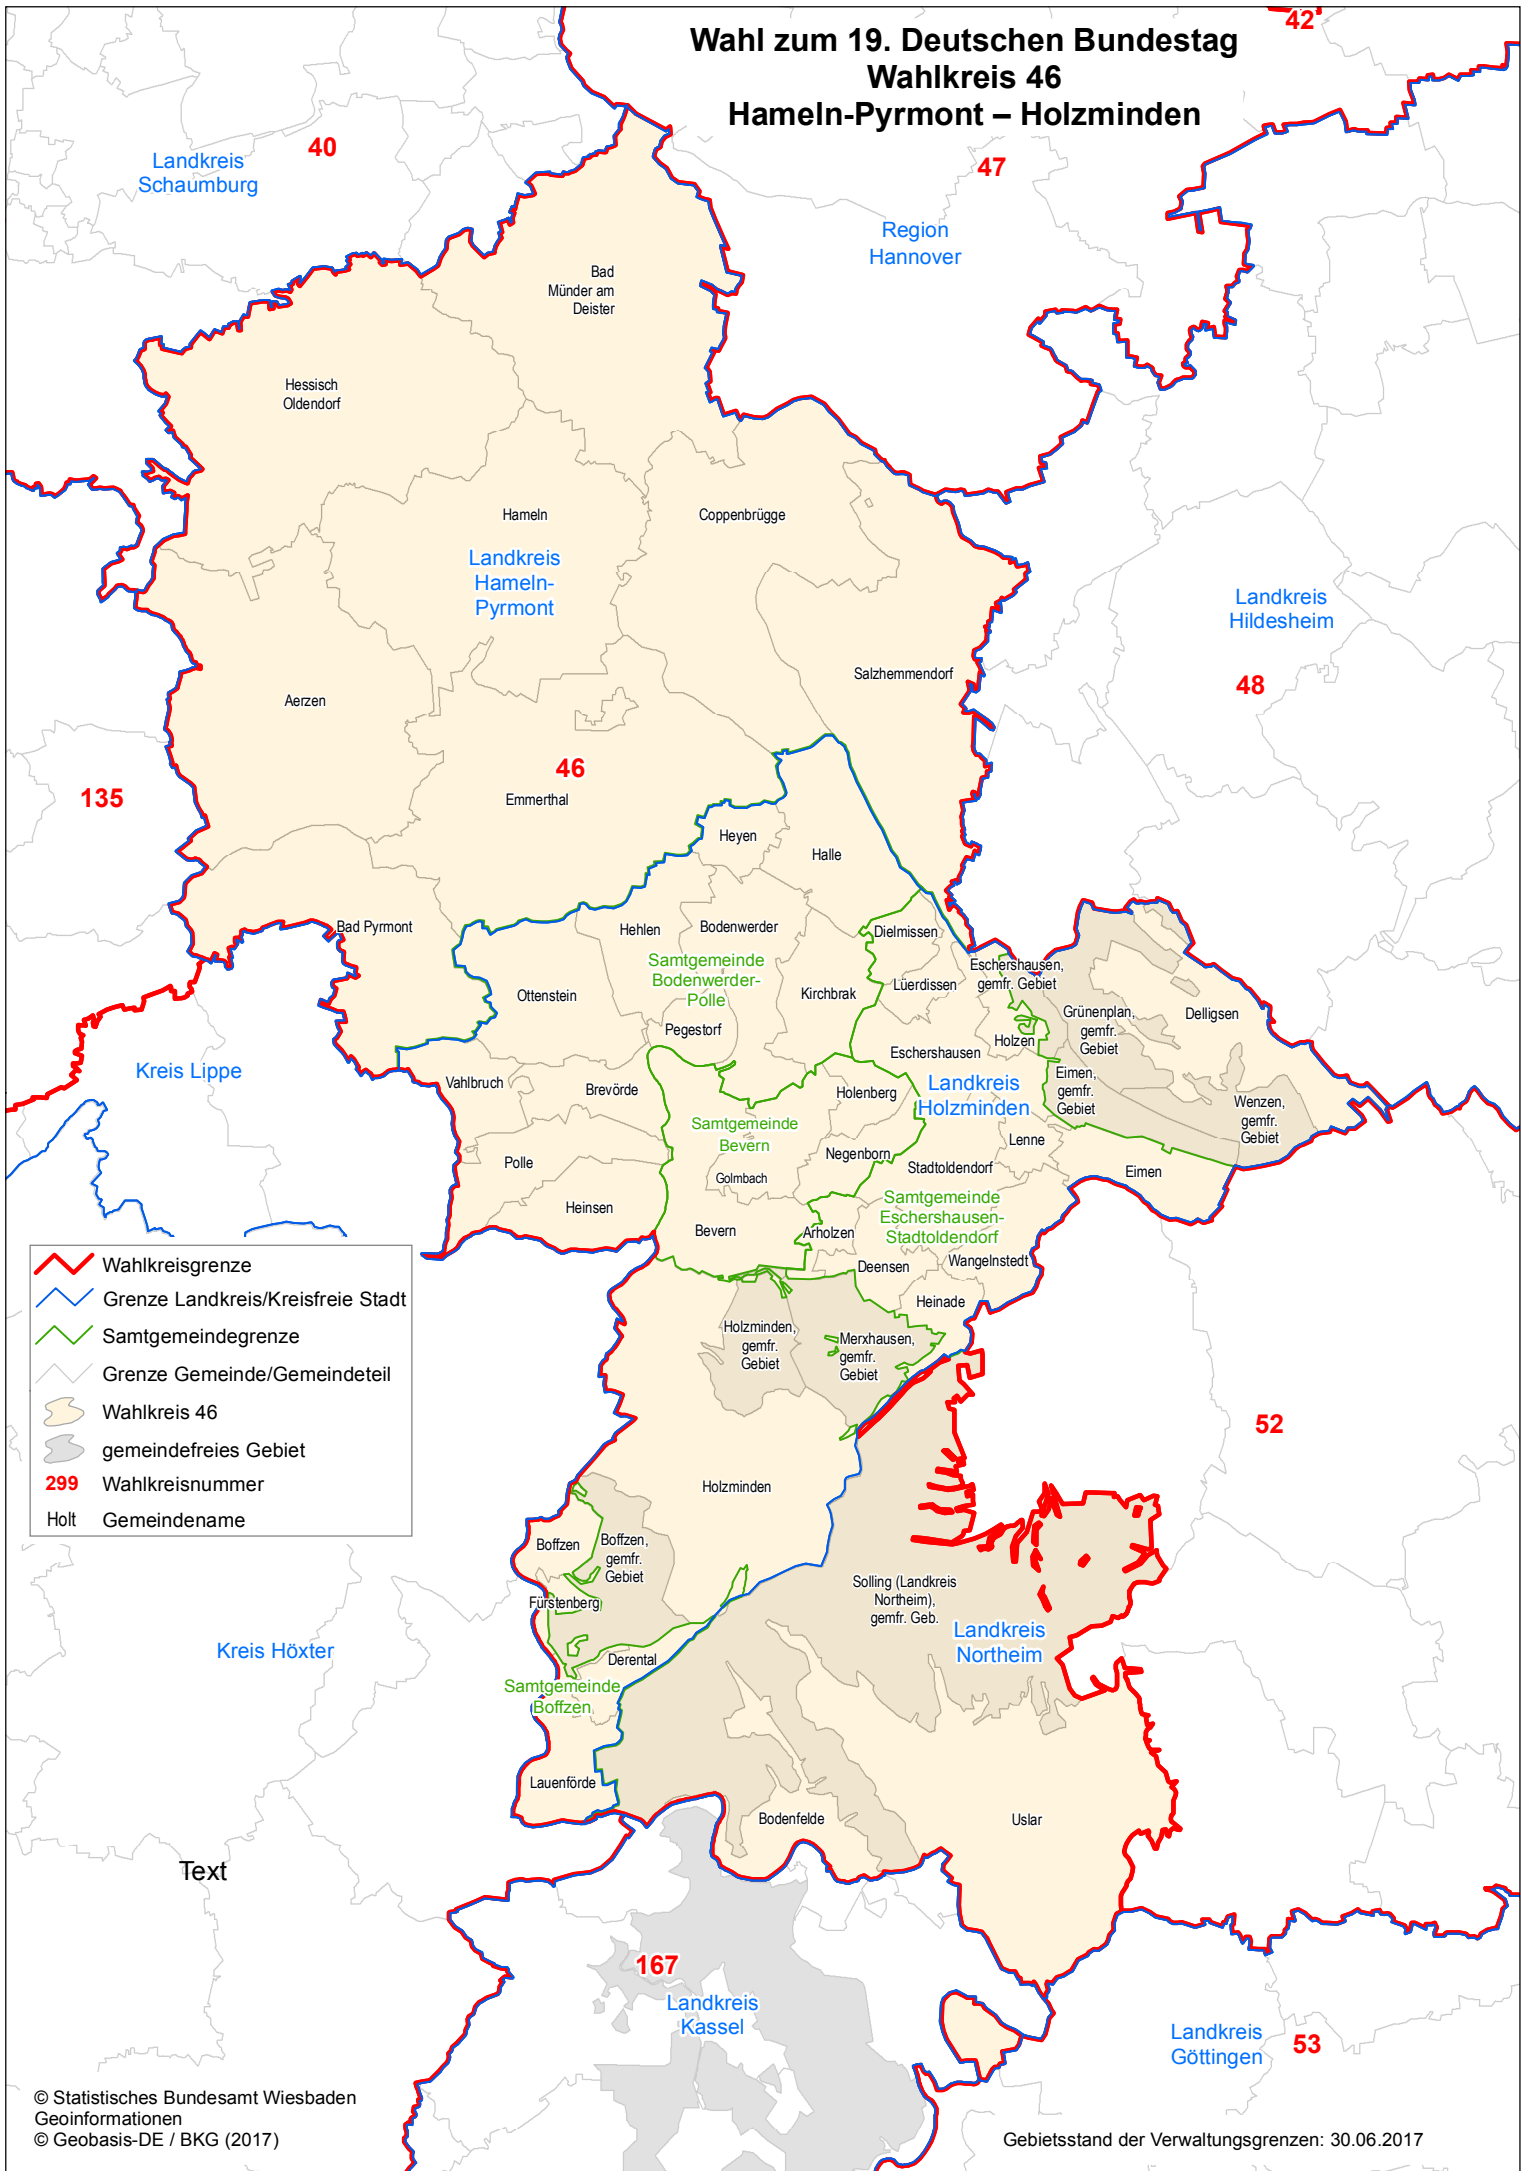 Wahl zum 19. Deutschen Bundestag
Wahlkreis 46
Hameln-Pyrmont – Holzminden
42
40
Landkreis
Schaumburg
47
Region
Hannover
Bad
Münder am
Deister
Hessisch
Oldendorf
Hameln
Coppenbrügge
Landkreis
Hameln-
Pyrmont
Landkreis
Hildesheim
48
Salzhemmendorf
Aerzen
46
135
Emmerthal
Heyen
Halle
Bad Pyrmont
Hehlen
Bodenwerder
Dielmissen
Samtgemeinde
Bodenwerder-
Polle
Eschershausen,
gemfr. Gebiet
Lüerdissen
Ottenstein
Kirchbrak
Grünenplan,
gemfr.
Gebiet
Delligsen
Pegestorf
Holzen
Eschershausen
Kreis Lippe
Vahlbruch
Brevörde
Holenberg
Landkreis
Holzminden
Eimen,
gemfr.
Gebiet
Wenzen,
gemfr.
Gebiet
Samtgemeinde
Bevern
Lenne
Negenborn
Polle
Stadtoldendorf
Eimen
Golmbach
Heinsen
Samtgemeinde
Eschershausen-
Stadtoldendorf
Bevern
Arholzen
Deensen
Wangelnstedt
Heinade
Holzminden,
gemfr.
Gebiet
Merxhausen,
gemfr.
Gebiet
Wahlkreisgrenze
Grenze Landkreis/Kreisfreie Stadt
Samtgemeindegrenze
Grenze Gemeinde/Gemeindeteil
Wahlkreis 46
gemeindefreies Gebiet
299 Wahlkreisnummer
Holt Gemeindename
52
Holzminden
Boffzen
Boffzen,
gemfr.
Gebiet
Fürstenberg
Solling (Landkreis
Northeim),
gemfr. Geb.
Landkreis
Northeim
Kreis Höxter
Derental
Samtgemeinde
Boffzen
Lauenförde
Bodenfelde
Uslar
Text
167
Landkreis
Kassel
Landkreis
Göttingen
53
© Statistisches Bundesamt Wiesbaden
Geoinformationen
© Geobasis-DE / BKG (2017)
Gebietsstand der Verwaltungsgrenzen: 30.06.2017